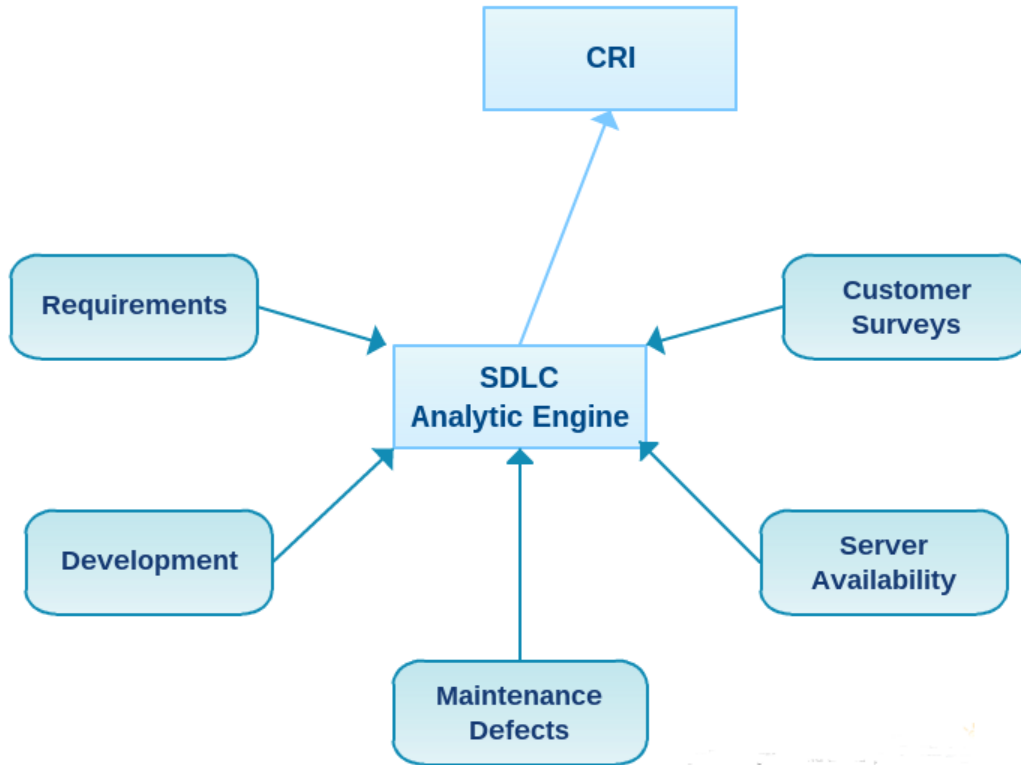 CRI
Requirements
Customer
Surveys
SDLC
Analytic Engine
Development
Server
Availability
Maintenance
Defects